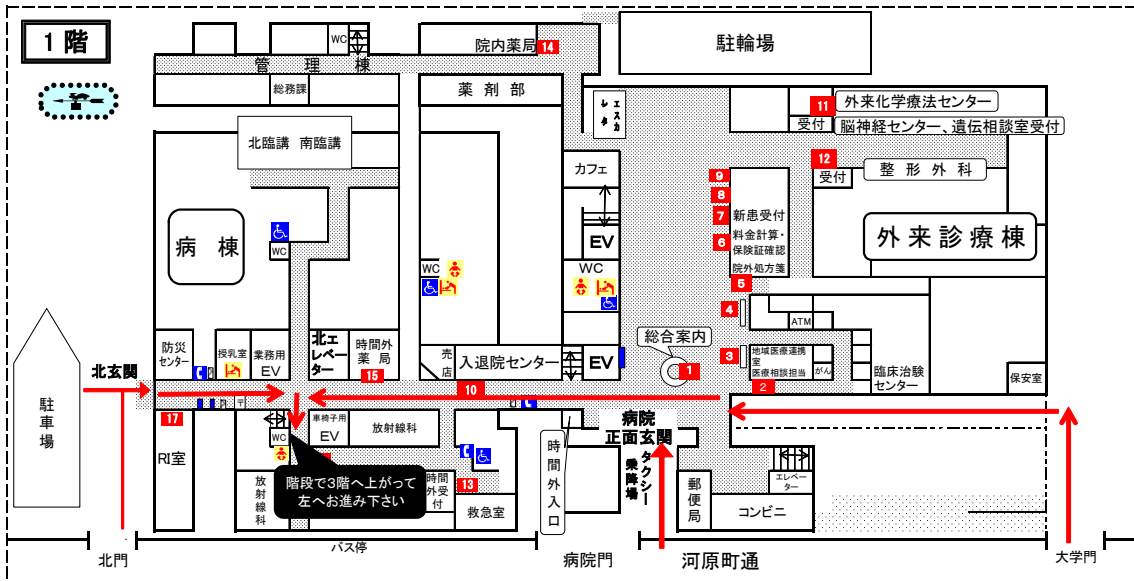 1階
WC
院内薬局
14
駐輪場
管理棟
総務課
薬剤部
エスカ
レータ
11
外来化学療法センター
受付
脳神経センター、遺伝相談室受付
北臨講 南臨講
カフェ
12
受付
整形外科
9
8
7
6
新患受付
料金計算・
保険証確認
院外処方箋
外来診療棟
病棟
WC
EV
WC
WC
5
4
ATM
総合案内
1
3
地域医療連携
室
医療相談担当
がん
2
臨床治験
センター
保安室
防災
センター
授乳室
業務用
EV
北エレ
ベーター
時間外
薬局
15
売店
入退院センター
EV
10
北玄関
駐車場
17
RI室
〒
WC
車椅子用
EV
放射線科
放射線科
階段で3階へ上がって
左へお進み下さい
時間
外受
付
13
救急室
時間外入口
病院
正面玄関
タクシー
乗降場
郵便局
エレベ
ーター
コンビニ
北門
バス停
病院門
河原町通
大学門